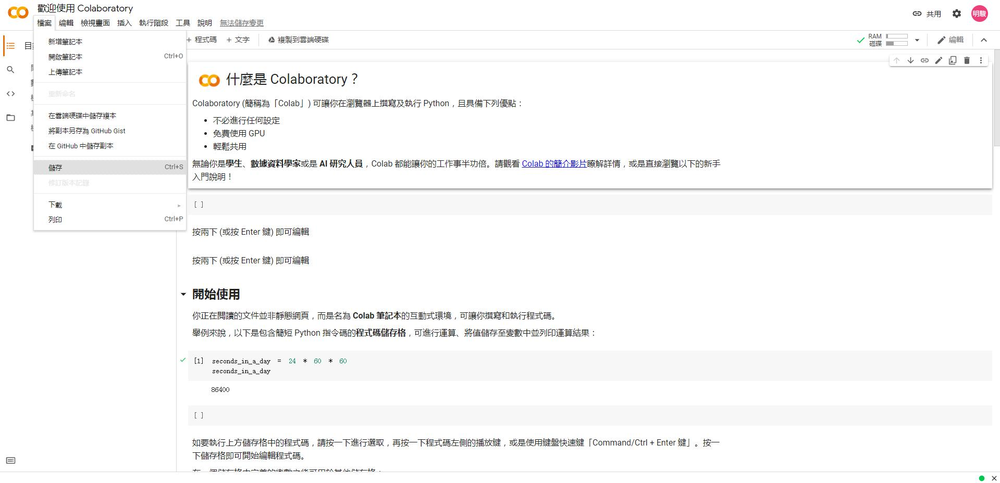 歡迎使用 Colaboratory
檔案 編輯 檢視畫面 插入 執行階段 工具 說明 無法儲存變更
共用
明駿
新增筆記本
開啟筆記本 Ctrl+O
上傳筆記本
重新命名
在雲端硬碟中儲存複本
將副本另存為 GitHub Gist
在 GitHub 中儲存副本
儲存 Ctrl+S
修訂版本記錄
下載
列印 Ctrl+P
+ 程式碼 + 文字 複製到雲端硬碟
RAM
磁碟
編輯
什麼是 Colaboratory？
Colaboratory (簡稱為「Colab」) 可讓你在瀏覽器上撰寫及執行 Python，且具備下列優點：
• 不必進行任何設定
• 免費使用 GPU
• 輕鬆共用
無論你是學生、數據資料學家或是 AI 研究人員，Colab 都能讓你的工作事半功倍。請觀看 Colab 的簡介影片瞭解詳情，或是直接瀏覽以下的新手
入門說明！
[ ]
按兩下 (或按 Enter 鍵) 即可編輯
按兩下 (或按 Enter 鍵) 即可編輯
開始使用
你正在閱讀的文件並非靜態網頁，而是名為 Colab 筆記本的互動式環境，可讓你撰寫和執行程式碼。
舉例來說，以下是包含簡短 Python 指令碼的程式碼儲存格，可進行運算、將值儲存至變數中並列印運算結果：
[1] seconds_in_a_day = 24 * 60 * 60
seconds_in_a_day
86400
[ ]
如要執行上方儲存格中的程式碼，請按一下進行選取，再按一下程式碼左側的播放鍵，或是使用鍵盤快速鍵「Command/Ctrl + Enter 鍵」。按一
下儲存格即可開始編輯程式碼。